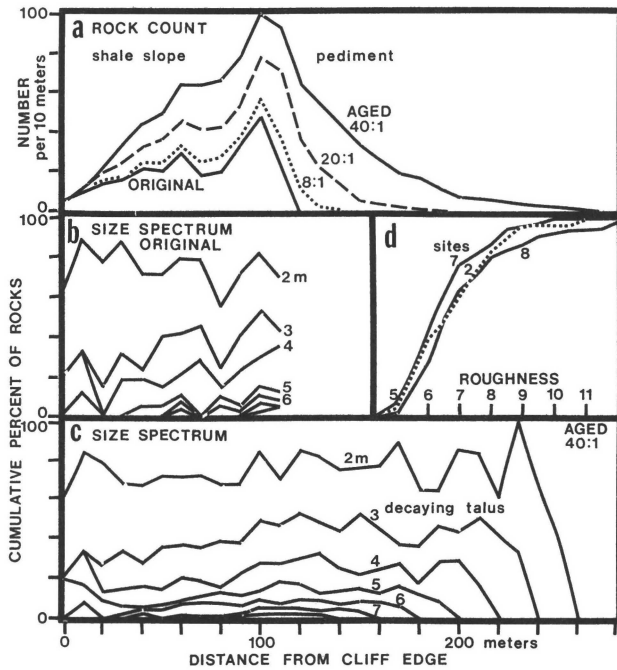 a ROCK COUNT
shale slope
pediment
NUMBER
per 10 meters
100
0
AGED
40:1
20:1
8:1
ORIGINAL
b SIZE SPECTRUM
ORIGINAL
100
0
2m
3
4
5
6
d
sites
7
2
8
ROUGHNESS
5 6 7 8 9 10 11
CUMULATIVE PERCENT OF ROCKS
c SIZE SPECTRUM
AGED
40:1
100
0
2m
decaying talus
3
4
5
6
7
0 100 200 meters
DISTANCE FROM CLIFF EDGE